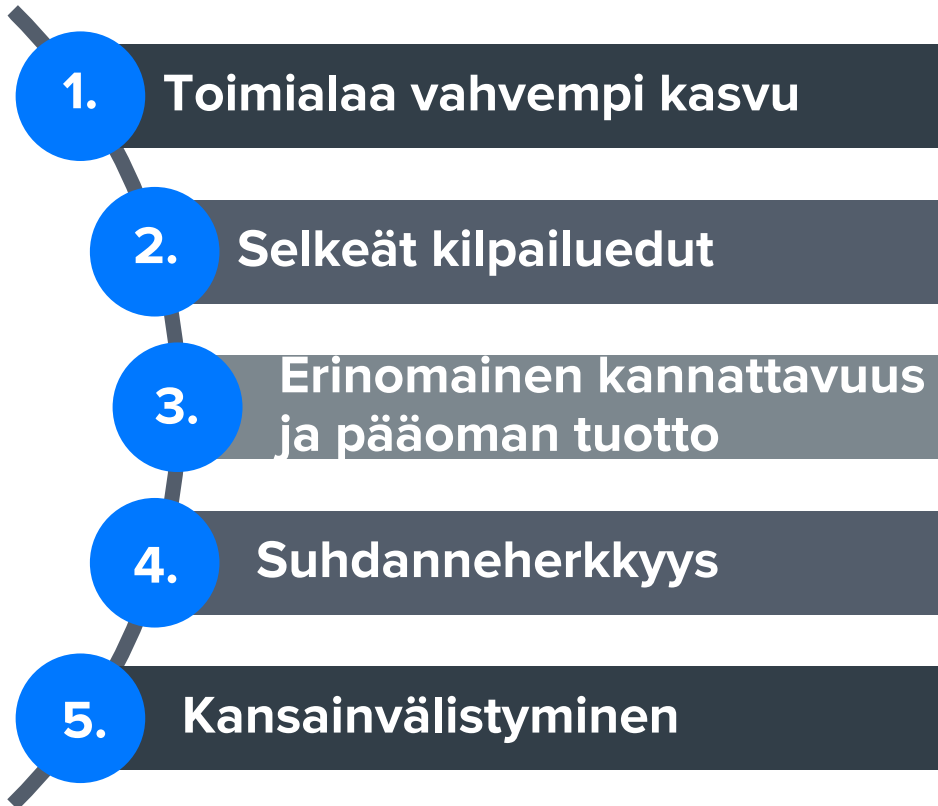 1. Toimialaa vahvempi kasvu
2. Selkeät kilpailuedut
3. Erinomainen kannattavuus
ja pääoman tuotto
4. Suhdanneherkkyys
5. Kansainvälistyminen